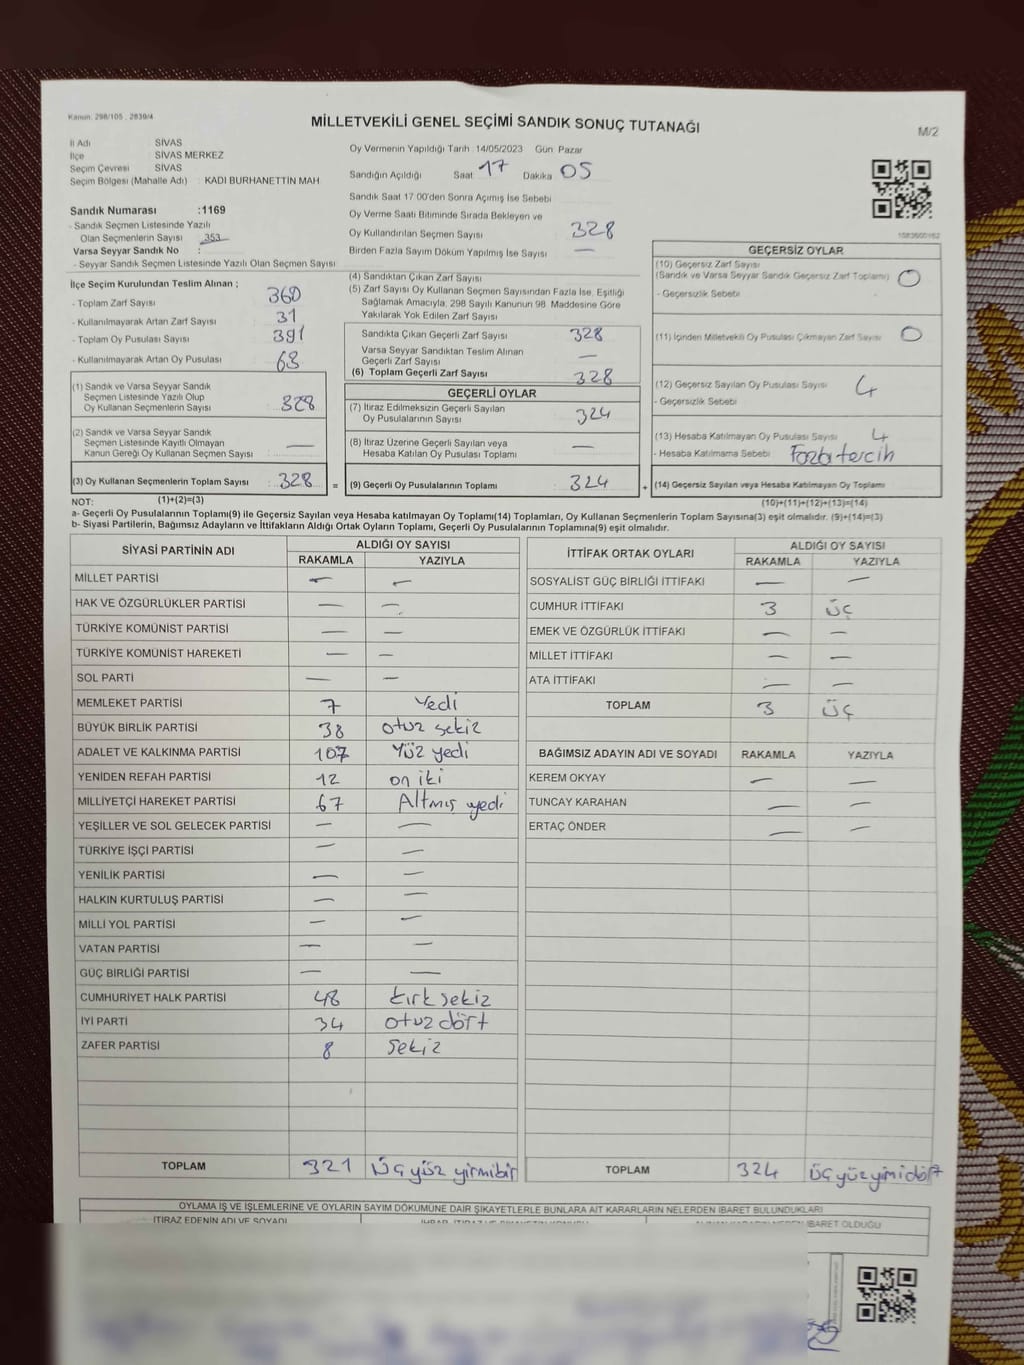 Kanun: 298/105 , 2839/4
MİLLETVEKİLİ GENEL SEÇİMİ SANDIK SONUÇ TUTANAĞI
M/2
İl Adı SİVAS
İlçe SİVAS MERKEZ
Seçim Çevresi SİVAS
Seçim Bölgesi (Mahalle Adı) : KADI BURHANETTİN MAH
Sandık Numarası :1169
- Sandık Seçmen Listesinde Yazılı
Olan Seçmenlerin Sayısı : 353
Varsa Seyyar Sandık No :
- Seyyar Sandık Seçmen Listesinde Yazılı Olan Seçmen Sayısı :
Oy Vermenin Yapıldığı Tarih : 14/05/2023 Gün: Pazar
Sandığın Açıldığı Saat 17 Dakika 05
Sandık Saat 17:00'den Sonra Açımış İse Sebebi
Oy Verme Saati Bitiminde Sırada Bekleyen ve
Oy Kullandırılan Seçmen Sayısı 328
Birden Fazla Sayım Döküm Yapılmış İse Sayısı —
1583600162
İlçe Seçim Kurulundan Teslim Alınan ;
- Toplam Zarf Sayısı 360
- Kullanılmayarak Artan Zarf Sayısı 31
- Toplam Oy Pusulası Sayısı 391
- Kullanılmayarak Artan Oy Pusulası 63
(1) Sandık ve Varsa Seyyar Sandık
Seçmen Listesinde Yazılı Olup
Oy Kullanan Seçmenlerin Sayısı : 328
(2) Sandık ve Varsa Seyyar Sandık
Seçmen Listesinde Kayıtlı Olmayan
Kanun Gereği Oy Kullanan Seçmen Sayısı : —
(3) Oy Kullanan Seçmenlerin Toplam Sayısı : 328 =
(4) Sandıktan Çıkan Zarf Sayısı
(5) Zarf Sayısı Oy Kullanan Seçmen Sayısından Fazla İse, Eşitliği
Sağlamak Amacıyla, 298 Sayılı Kanunun 98. Maddesine Göre
Yakılarak Yok Edilen Zarf Sayısı
Sandıkta Çıkan Geçerli Zarf Sayısı 328
Varsa Seyyar Sandıktan Teslim Alınan
Geçerli Zarf Sayısı —
(6) Toplam Geçerli Zarf Sayısı 328
GEÇERLİ OYLAR
(7) İtiraz Edilmeksizin Geçerli Sayılan
Oy Pusulalarının Sayısı : 324
(8) İtiraz Üzerine Geçerli Sayılan veya
Hesaba Katılan Oy Pusulası Toplamı : —
(9) Geçerli Oy Pusulalarının Toplamı : 324 +
GEÇERSİZ OYLAR
(10) Geçersiz Zarf Sayısı
(Sandık ve Varsa Seyyar Sandık Geçersiz Zarf Toplamı) : 0
- Geçersizlik Sebebi :
(11) İçinden Milletvekili Oy Pusulası Çıkmayan Zarf Sayısı : 0
(12) Geçersiz Sayılan Oy Pusulası Sayısı : 4
- Geçersizlik Sebebi :
(13) Hesaba Katılmayan Oy Pusulası Sayısı : 4
- Hesaba Katılmama Sebebi : Fazla tercih
(14) Geçersiz Sayılan veya Hesaba Katılmayan Oy Toplamı
NOT: (1)+(2)=(3) (10)+(11)+(12)+(13)=(14)
a- Geçerli Oy Pusulalarının Toplamı(9) ile Geçersiz Sayılan veya Hesaba katılmayan Oy Toplamı(14) Toplamları, Oy Kullanan Seçmenlerin Toplam Sayısına(3) eşit olmalıdır. (9)+(14)=(3)
b- Siyasi Partilerin, Bağımsız Adayların ve İttifakların Aldığı Ortak Oyların Toplamı, Geçerli Oy Pusulalarının Toplamına(9) eşit olmalıdır.
SİYASİ PARTİNİN ADI ALDIĞI OY SAYISI
RAKAMLA YAZIYLA
MİLLET PARTİSİ — —
HAK VE ÖZGÜRLÜKLER PARTİSİ — —
TÜRKİYE KOMÜNİST PARTİSİ — —
TÜRKİYE KOMÜNİST HAREKETİ — —
SOL PARTİ — —
MEMLEKET PARTİSİ 7 Yedi
BÜYÜK BİRLİK PARTİSİ 38 otuz sekiz
ADALET VE KALKINMA PARTİSİ 107 Yüz yedi
YENİDEN REFAH PARTİSİ 12 on iki
MİLLİYETÇİ HAREKET PARTİSİ 67 Altmış yedi
YEŞİLLER VE SOL GELECEK PARTİSİ — —
TÜRKİYE İŞÇİ PARTİSİ — —
YENİLİK PARTİSİ — —
HALKIN KURTULUŞ PARTİSİ — —
MİLLİ YOL PARTİSİ — —
VATAN PARTİSİ — —
GÜÇ BİRLİĞİ PARTİSİ — —
CUMHURİYET HALK PARTİSİ 48 kırk sekiz
İYİ PARTİ 34 otuz dört
ZAFER PARTİSİ 8 Sekiz
TOPLAM 321 üçyüz yirmibir
İTTİFAK ORTAK OYLARI ALDIĞI OY SAYISI
RAKAMLA YAZIYLA
SOSYALİST GÜÇ BİRLİĞİ İTTİFAKI — —
CUMHUR İTTİFAKI 3 üç
EMEK VE ÖZGÜRLÜK İTTİFAKI — —
MİLLET İTTİFAKI — —
ATA İTTİFAKI — —
TOPLAM 3 üç
BAĞIMSIZ ADAYIN ADI VE SOYADI RAKAMLA YAZIYLA
KEREM OKYAY — —
TUNCAY KARAHAN — —
ERTAÇ ÖNDER — —
TOPLAM 324 üçyüzyimidört
OYLAMA İŞ VE İŞLEMLERİNE VE OYLARIN SAYIM DÖKÜMÜNE DAİR ŞİKAYETLERLE BUNLARA AİT KARARLARIN NELERDEN İBARET BULUNDUKLARI
İTİRAZ EDENİN ADI VE SOYADI İBARET OLDUĞU